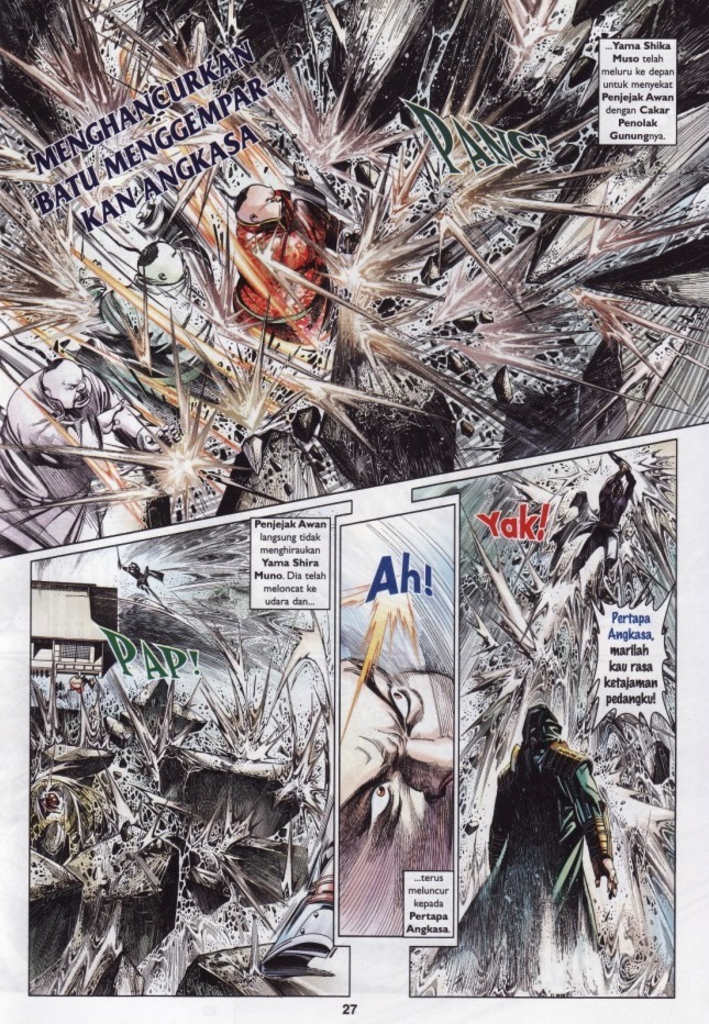 ...Yama Shika
Muso telah
meluru ke depan
untuk menyekat
Penjejak Awan
dengan Cakar
Penolak
Gunungnya.
MENGHANCURKAN
BATU MENGGEMPAR
KAN ANGKASA
PANG!
Penjejak Awan
langsung tidak
menghiraukan
Yama Shira
Muno. Dia telah
meloncat ke
udara dan...
PAP!
Ah!
...terus
meluncur
kepada
Pertapa
Angkasa.
Yak!
Pertapa
Angkasa,
marilah
kau rasa
ketajaman
pedangku!
27